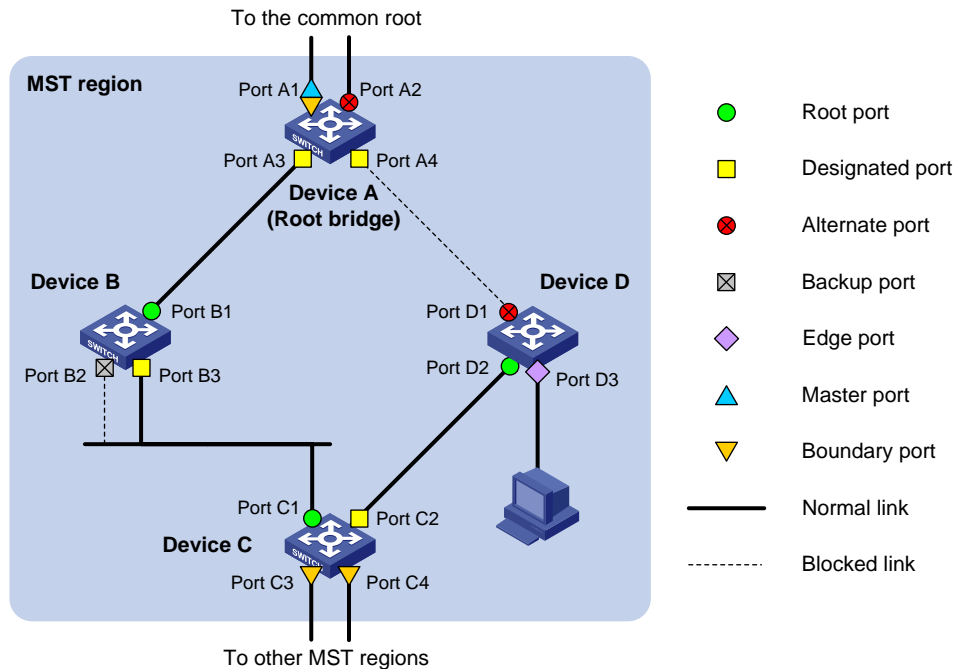 To the common root
MST region
Port A1
Port A2
SWITCH
Port A3
Port A4
Device A
(Root bridge)
Device B
Port B1
SWITCH
Port B2
Port B3
Device D
Port D1
Port D2
Port D3
Port C1
Port C2
Device C
SWITCH
Port C3
Port C4
To other MST regions
Root port
Designated port
Alternate port
Backup port
Edge port
Master port
Boundary port
Normal link
Blocked link